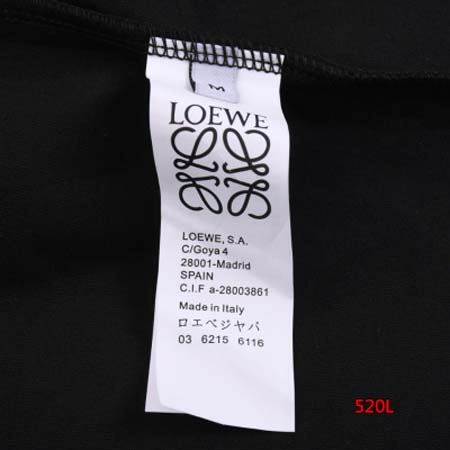 M
LOEWE
LOEWE, S.A.
C/Goya 4
28001-Madrid
SPAIN
C.I.F a-28003861
Made in Italy
ロエベジヤパ
03 6215 6116
520L